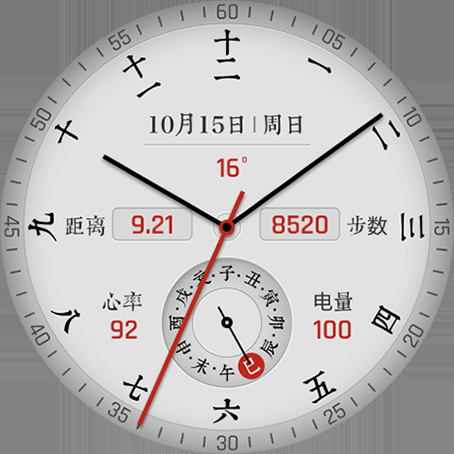 60
05
10
15
20
25
30
35
40
45
50
55
十二
一
二
三
四
五
六
七
八
九
十
十一
10月15日|周日
16°
距离 9.21
8520 步数
心率
92
电量
100
子·丑·寅·卯·辰·巳·午·未·申·酉·戌·亥